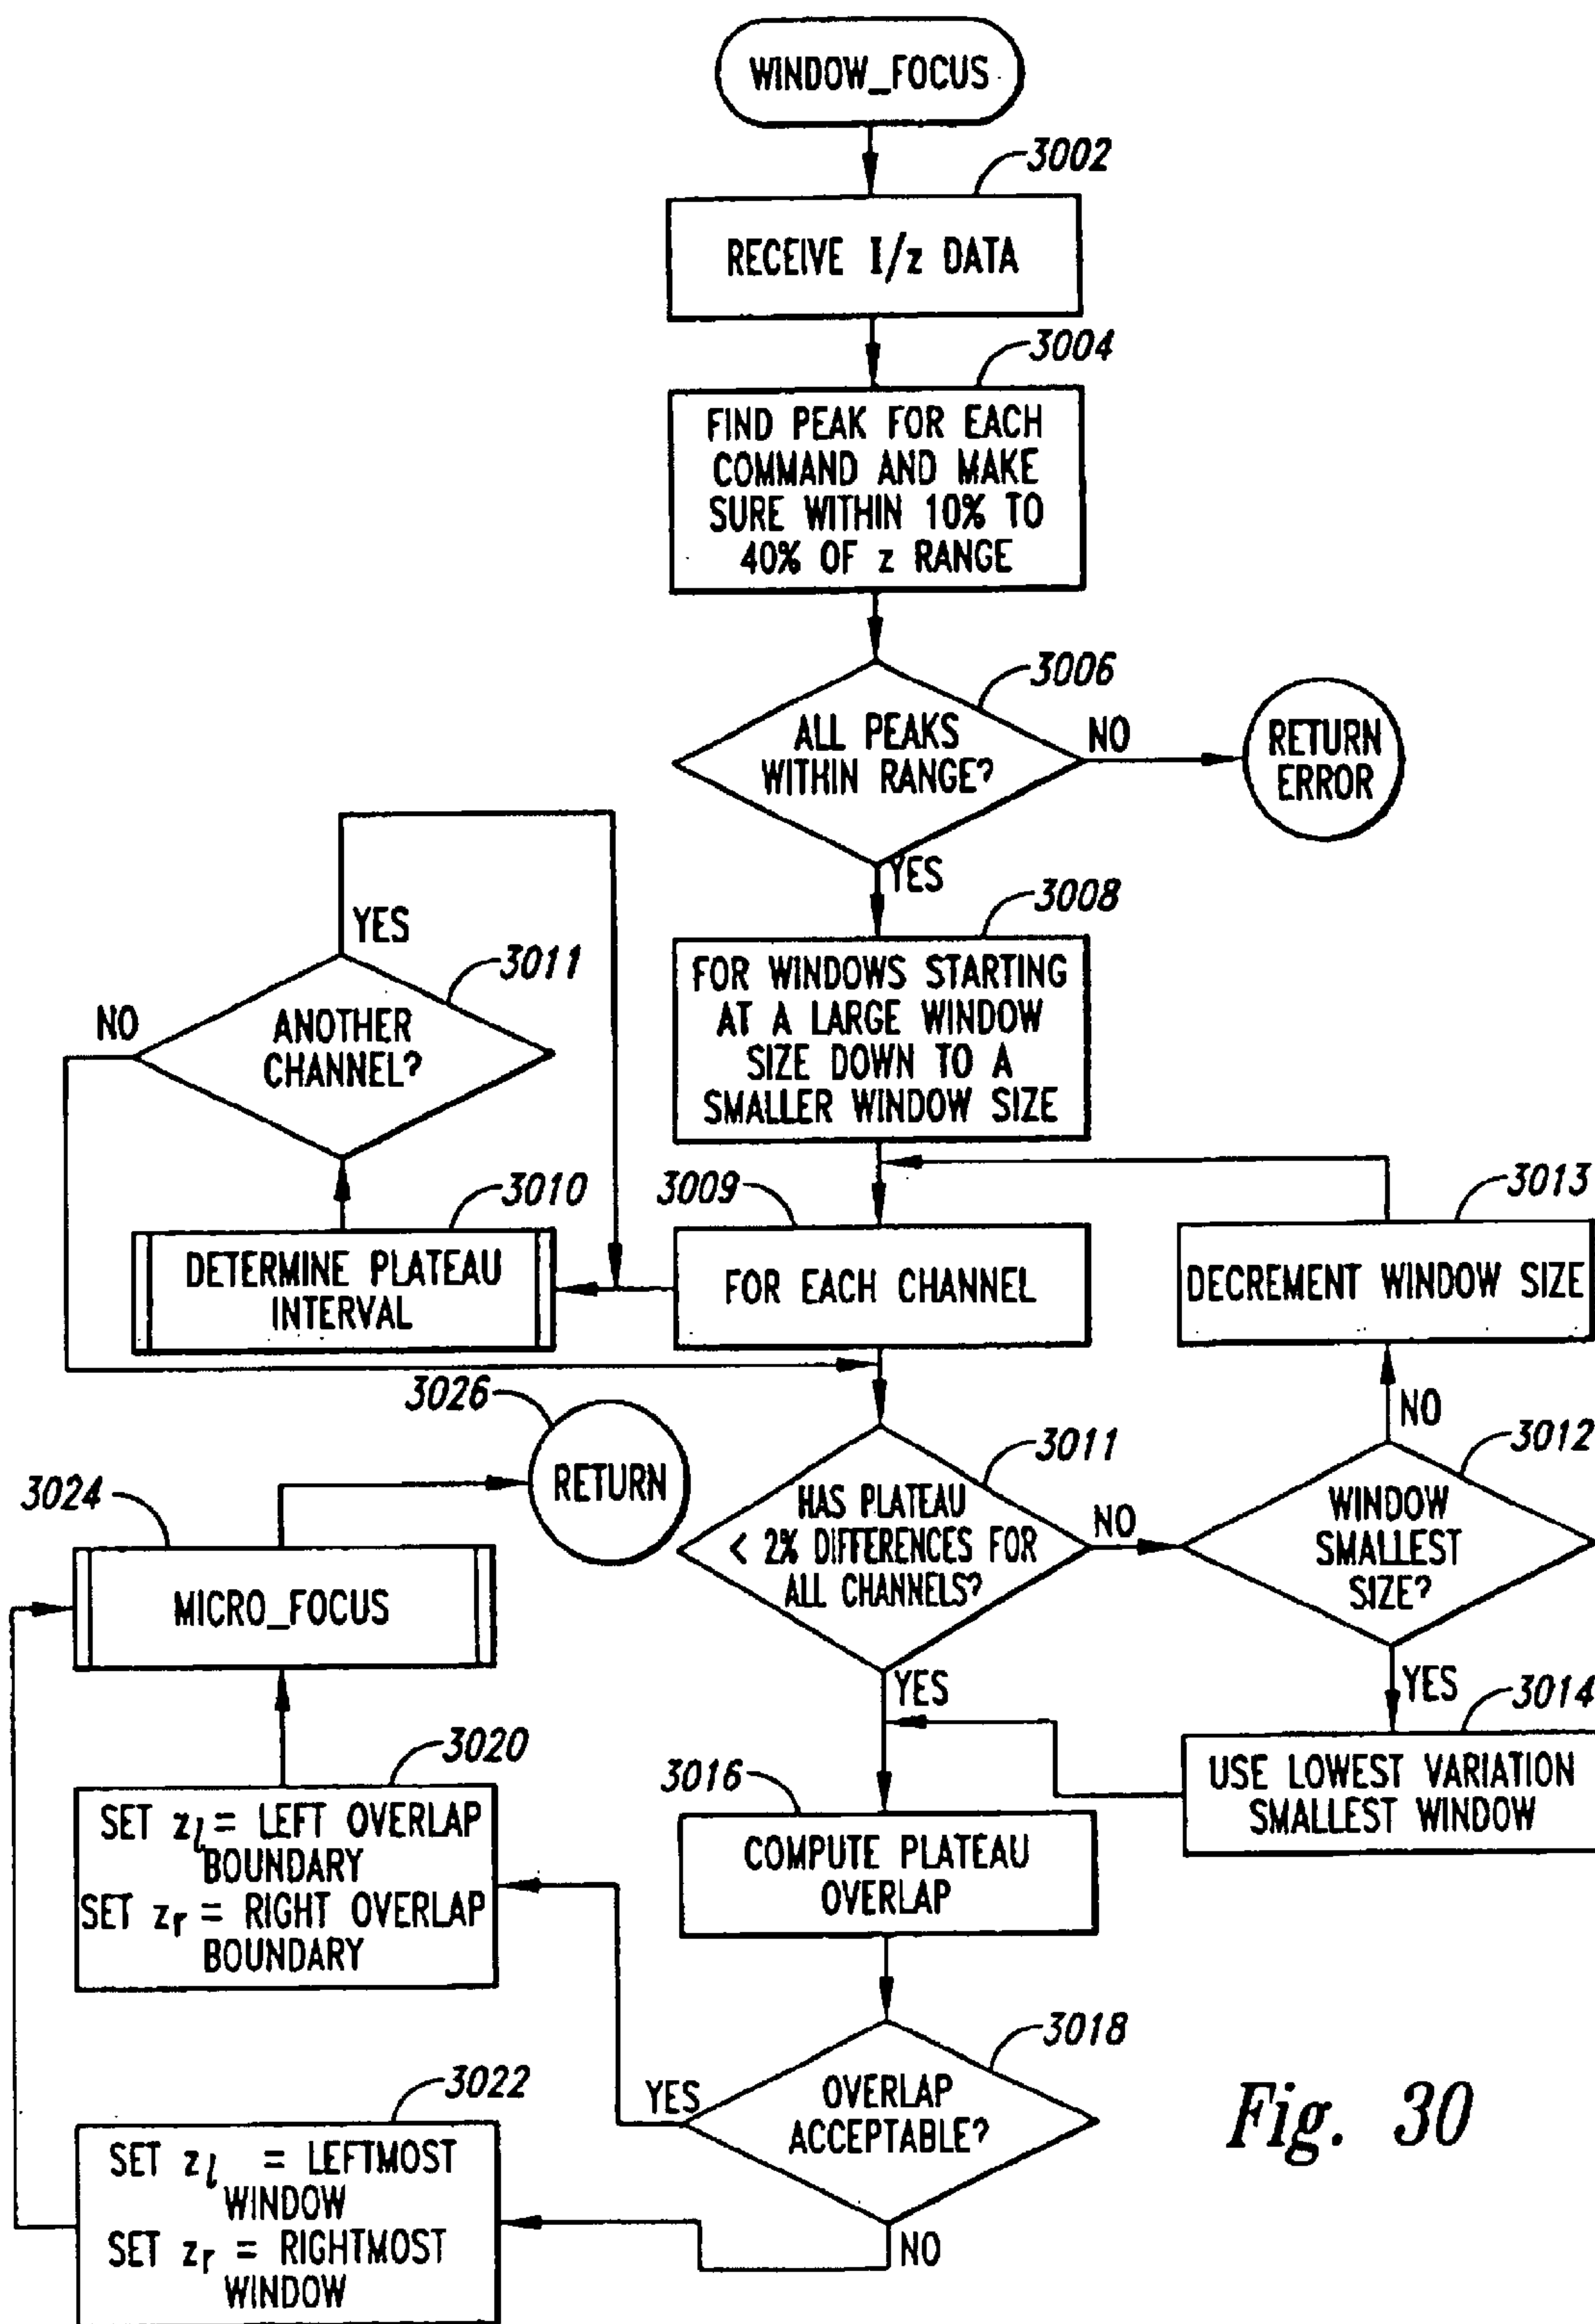 WINDOW_FOCUS
3002
RECEIVE I/z DATA
3004
FIND PEAK FOR EACH
COMMAND AND MAKE
SURE WITHIN 10% TO
40% OF z RANGE
3006
ALL PEAKS
WITHIN RANGE?
NO
RETURN
ERROR
YES
3008
FOR WINDOWS STARTING
AT A LARGE WINDOW
SIZE DOWN TO A
SMALLER WINDOW SIZE
YES
3011
NO
ANOTHER
CHANNEL?
3010
DETERMINE PLATEAU
INTERVAL
3009
FOR EACH CHANNEL
3013
DECREMENT WINDOW SIZE
NO
3012
WINDOW
SMALLEST
SIZE?
3011
HAS PLATEAU
< 2% DIFFERENCES FOR
ALL CHANNELS?
NO
YES
YES
3014
USE LOWEST VARIATION
SMALLEST WINDOW
3026
RETURN
3024
MICRO_FOCUS
3020
SET zl = LEFT OVERLAP
BOUNDARY
SET zr = RIGHT OVERLAP
BOUNDARY
3016
COMPUTE PLATEAU
OVERLAP
3018
OVERLAP
ACCEPTABLE?
YES
NO
3022
SET zl = LEFTMOST
WINDOW
SET zr = RIGHTMOST
WINDOW
Fig. 30